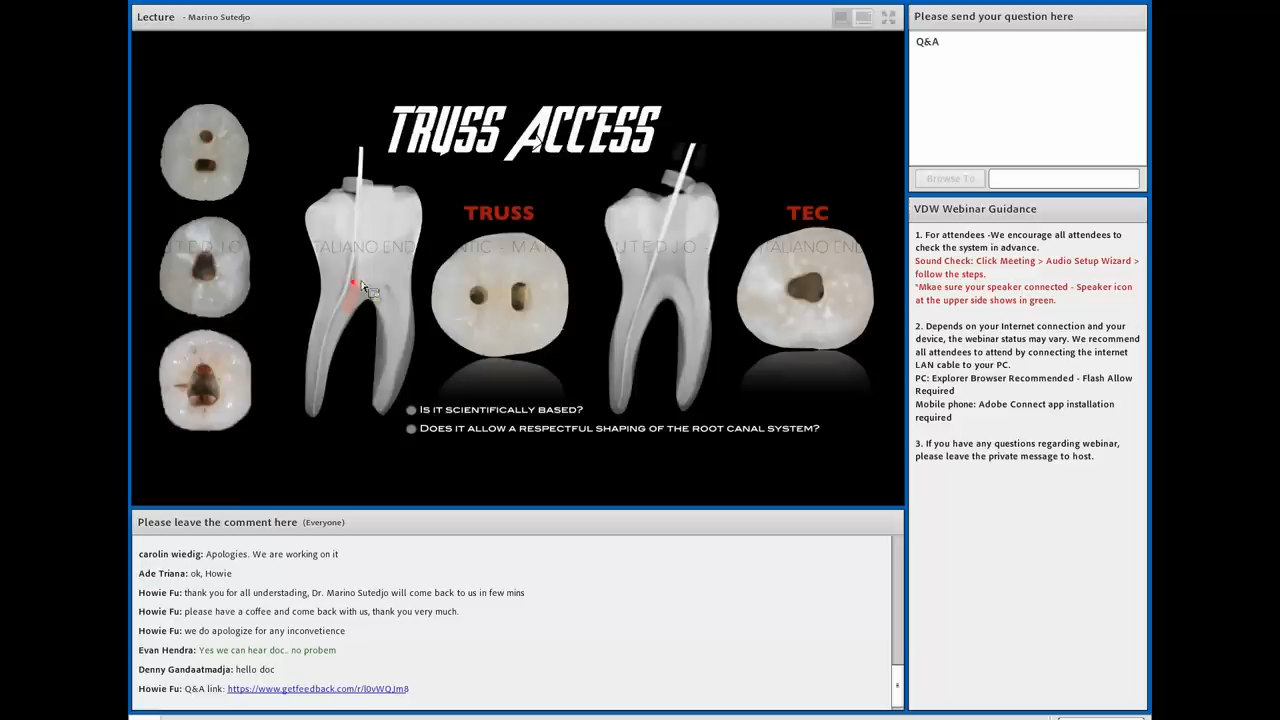 Lecture - Marino Sutedjo
TRUSS ACCESS
TRUSS
TEC
UTEDJO
ITALIANO ENDO
NTIC - MA
UTEDJO -
ITALIANO END
Is it scientifically based?
Does it allow a respectful shaping of the root canal system?
Please leave the comment here (Everyone)
carolin wiedig: Apologies. We are working on it
Ade Triana: ok, Howie
Howie Fu: thank you for all understading, Dr. Marino Sutedjo will come back to us in few mins
Howie Fu: please have a coffee and come back with us, thank you very much.
Howie Fu: we do apologize for any inconvetience
Evan Hendra: Yes we can hear doc.. no probem
Denny Gandaatmadja: hello doc
Howie Fu: Q&A link: https://www.getfeedback.com/r/l0vWQJm8
Please send your question here
Q&A
Browse To
VDW Webinar Guidance
1. For attendees -We encourage all attendees to
check the system in advance.
Sound Check: Click Meeting > Audio Setup Wizard >
follow the steps.
*Mkae sure your speaker connected - Speaker icon
at the upper side shows in green.
2. Depends on your Internet connection and your
device, the webinar status may vary. We recommend
all attendees to attend by connecting the internet
LAN cable to your PC.
PC: Explorer Browser Recommended - Flash Allow
Required
Mobile phone: Adobe Connect app installation
required
3. If you have any questions regarding webinar,
please leave the private message to host.